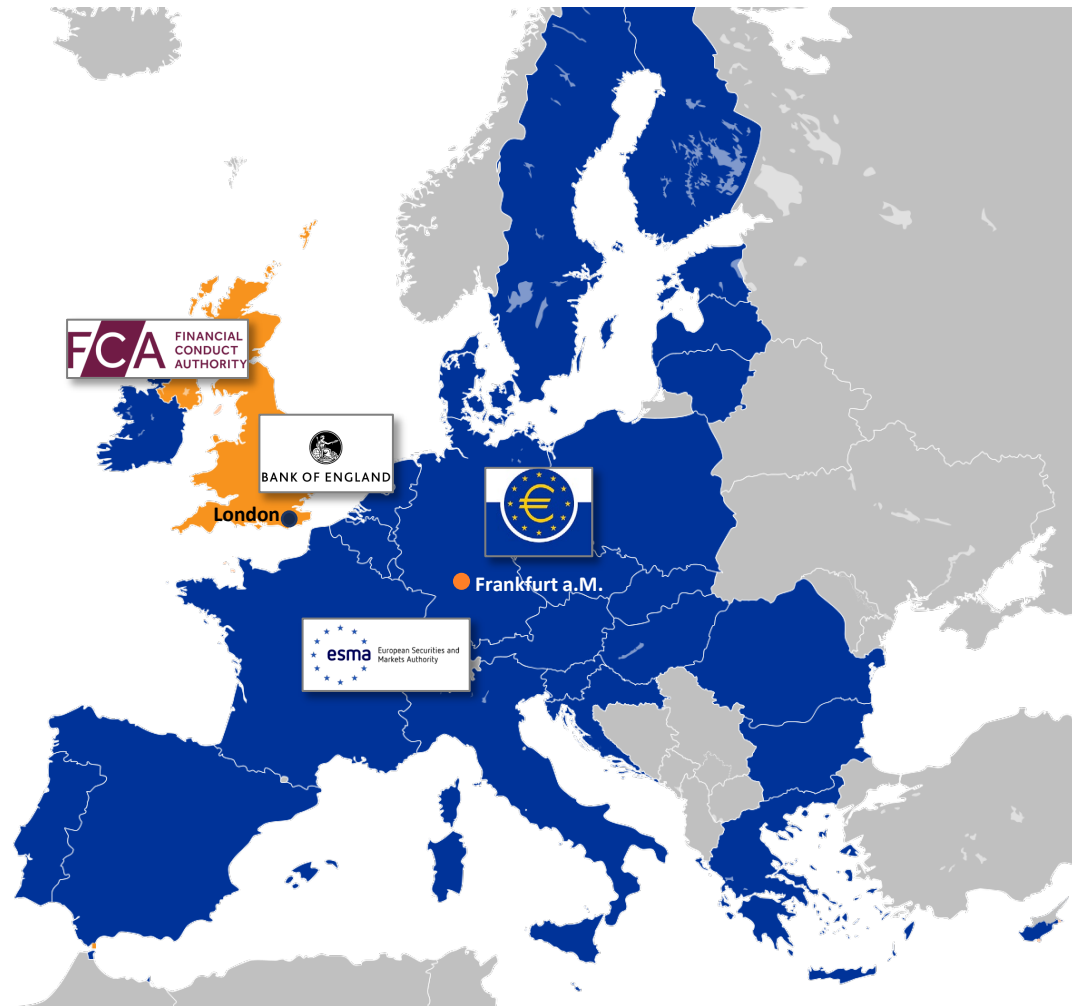 FCA
FINANCIAL
CONDUCT
AUTHORITY
BANK OF ENGLAND
London
€
Frankfurt a.M.
esma
European Securities and
Markets Authority